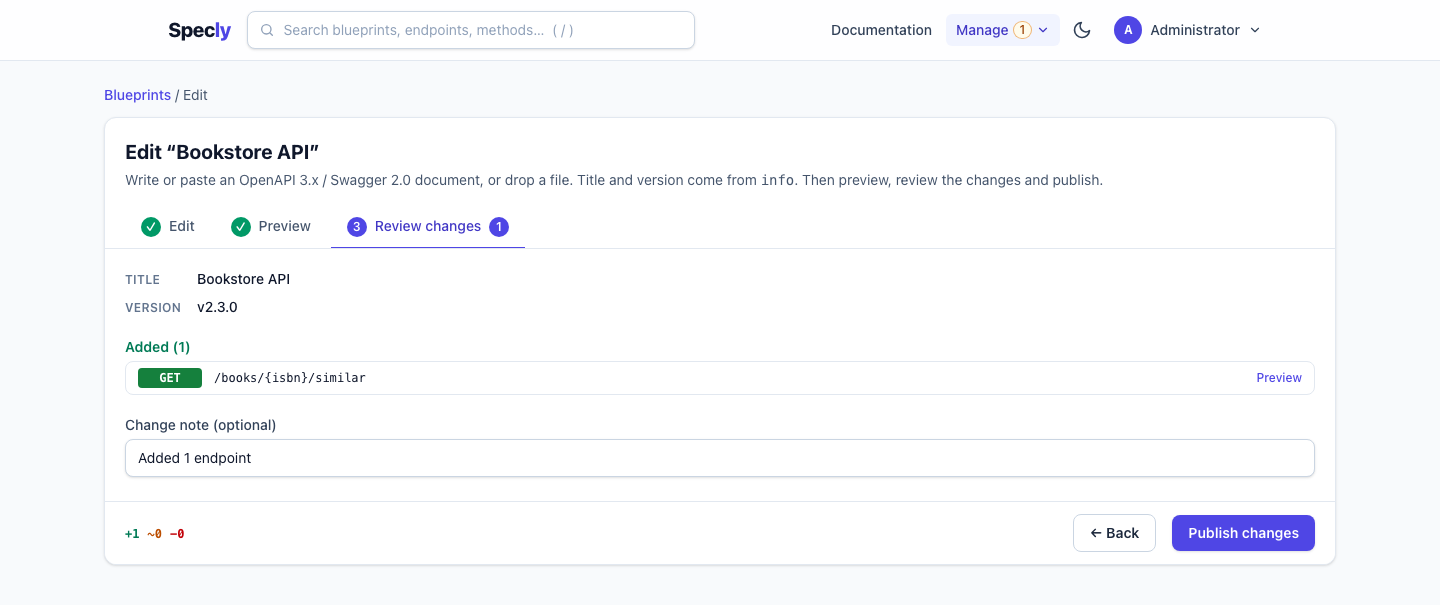 Specly
Search blueprints, endpoints, methods... ( / )
Documentation
Manage 1
A Administrator
Blueprints / Edit
Edit “Bookstore API”
Write or paste an OpenAPI 3.x / Swagger 2.0 document, or drop a file. Title and version come from info. Then preview, review the changes and publish.
Edit
Preview
3 Review changes 1
TITLE Bookstore API
VERSION v2.3.0
Added (1)
GET /books/{isbn}/similar Preview
Change note (optional)
Added 1 endpoint
+1 ~0 −0
← Back
Publish changes